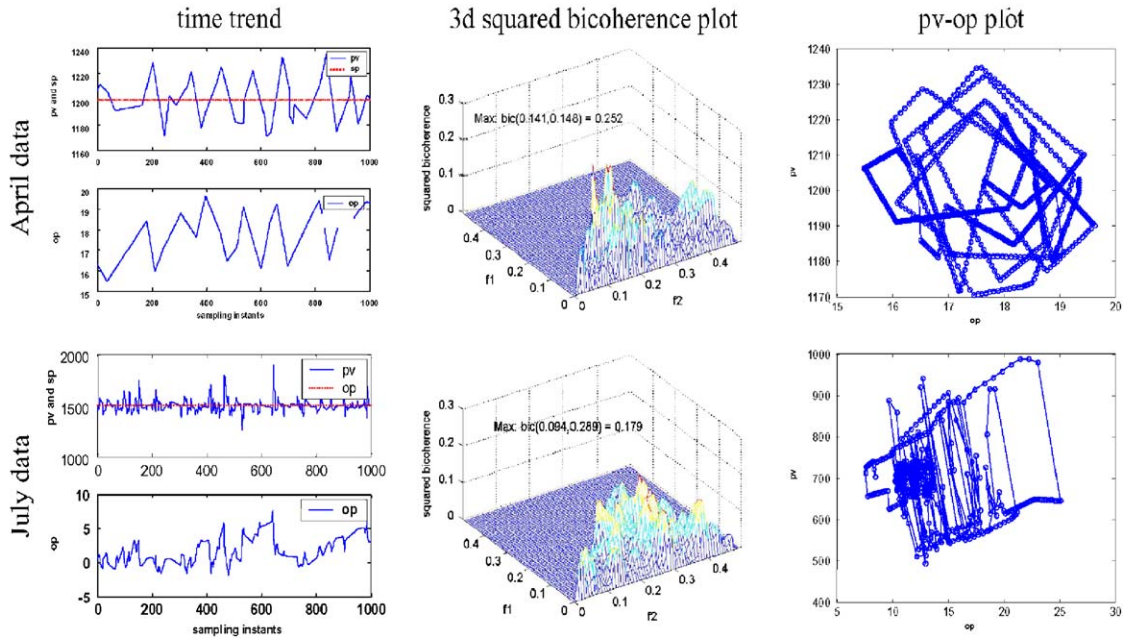 time trend
3d squared bicoherence plot
pv-op plot
April data
pv and sp
1240
1220
1200
1180
1160
0 200 400 600 800 1000
pv
sp
op
20
19
18
17
16
15
0 200 400 600 800 1000
op
sampling instants
squared bicoherence
0.3
0.2
0.1
0
Max: bic(0.141,0.148) = 0.252
0.4
0.3
0.2
0.1
0
f1
0
0.1
0.2
0.3
0.4
f2
pv
1240
1230
1220
1210
1200
1190
1180
1170
15 16 17 18 19 20
op
July data
pv and sp
2000
1500
1000
0 200 400 600 800 1000
pv
op
op
10
5
0
-5
0 200 400 600 800 1000
op
sampling instants
squared bicoherence
0.3
0.2
0.1
0
Max: bic(0.094,0.289) = 0.179
0.4
0.3
0.2
0.1
0
f1
0
0.1
0.2
0.3
0.4
f2
pv
1000
900
800
700
600
500
400
5 10 15 20 25 30
op